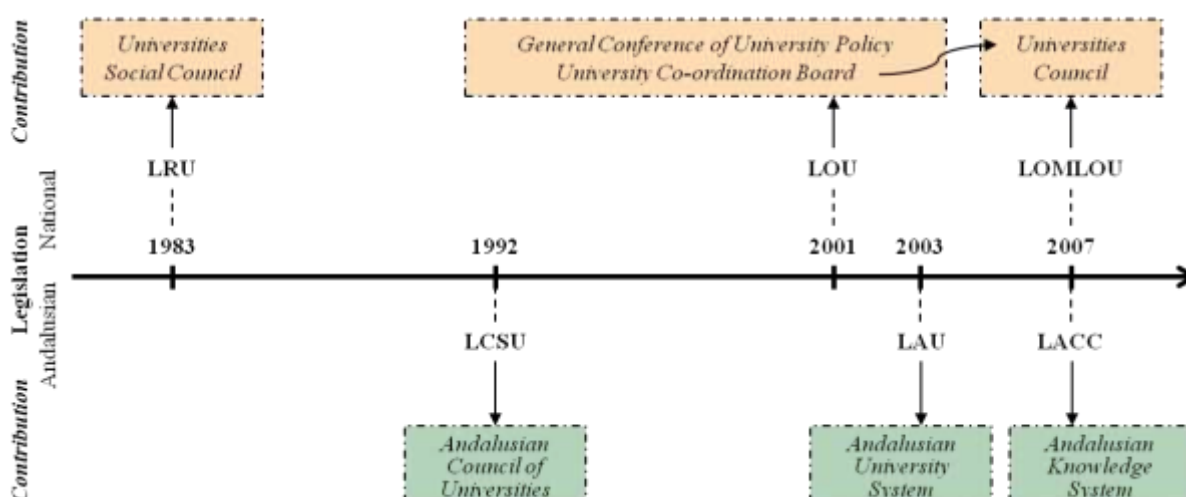 Contribution
Universities
Social Council
General Conference of University Policy
University Co-ordination Board
Universities
Council
LRU
LOU
LOMLOU
National
Legislation
1983
1992
2001
2003
2007
Andalusian
LCSU
LAU
LACC
Contribution
Andalusian
Council of
Universities
Andalusian
University
System
Andalusian
Knowledge
System